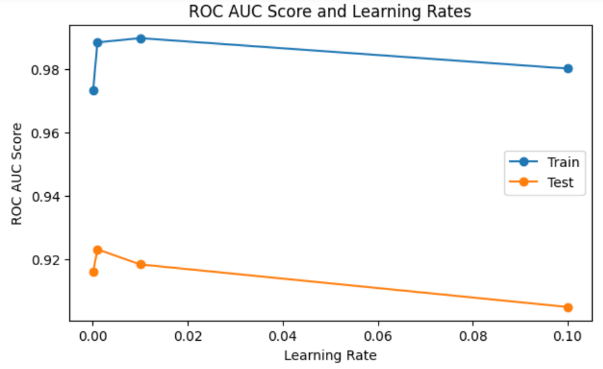 ROC AUC Score and Learning Rates
ROC AUC Score
0.98
0.96
0.94
0.92
Train
Test
0.00 0.02 0.04 0.06 0.08 0.10
Learning Rate